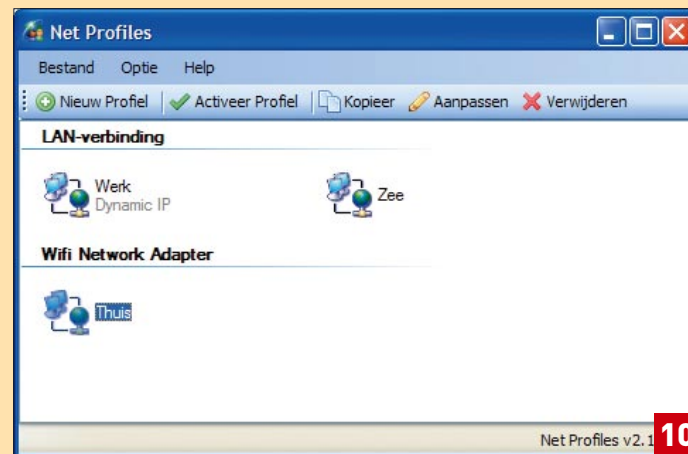 Net Profiles
Bestand Optie Help
Nieuw Profiel Activeer Profiel Kopieer Aanpassen Verwijderen
LAN-verbinding
Werk
Dynamic IP
Zee
Wifi Network Adapter
Thuis
Net Profiles v2.1
10